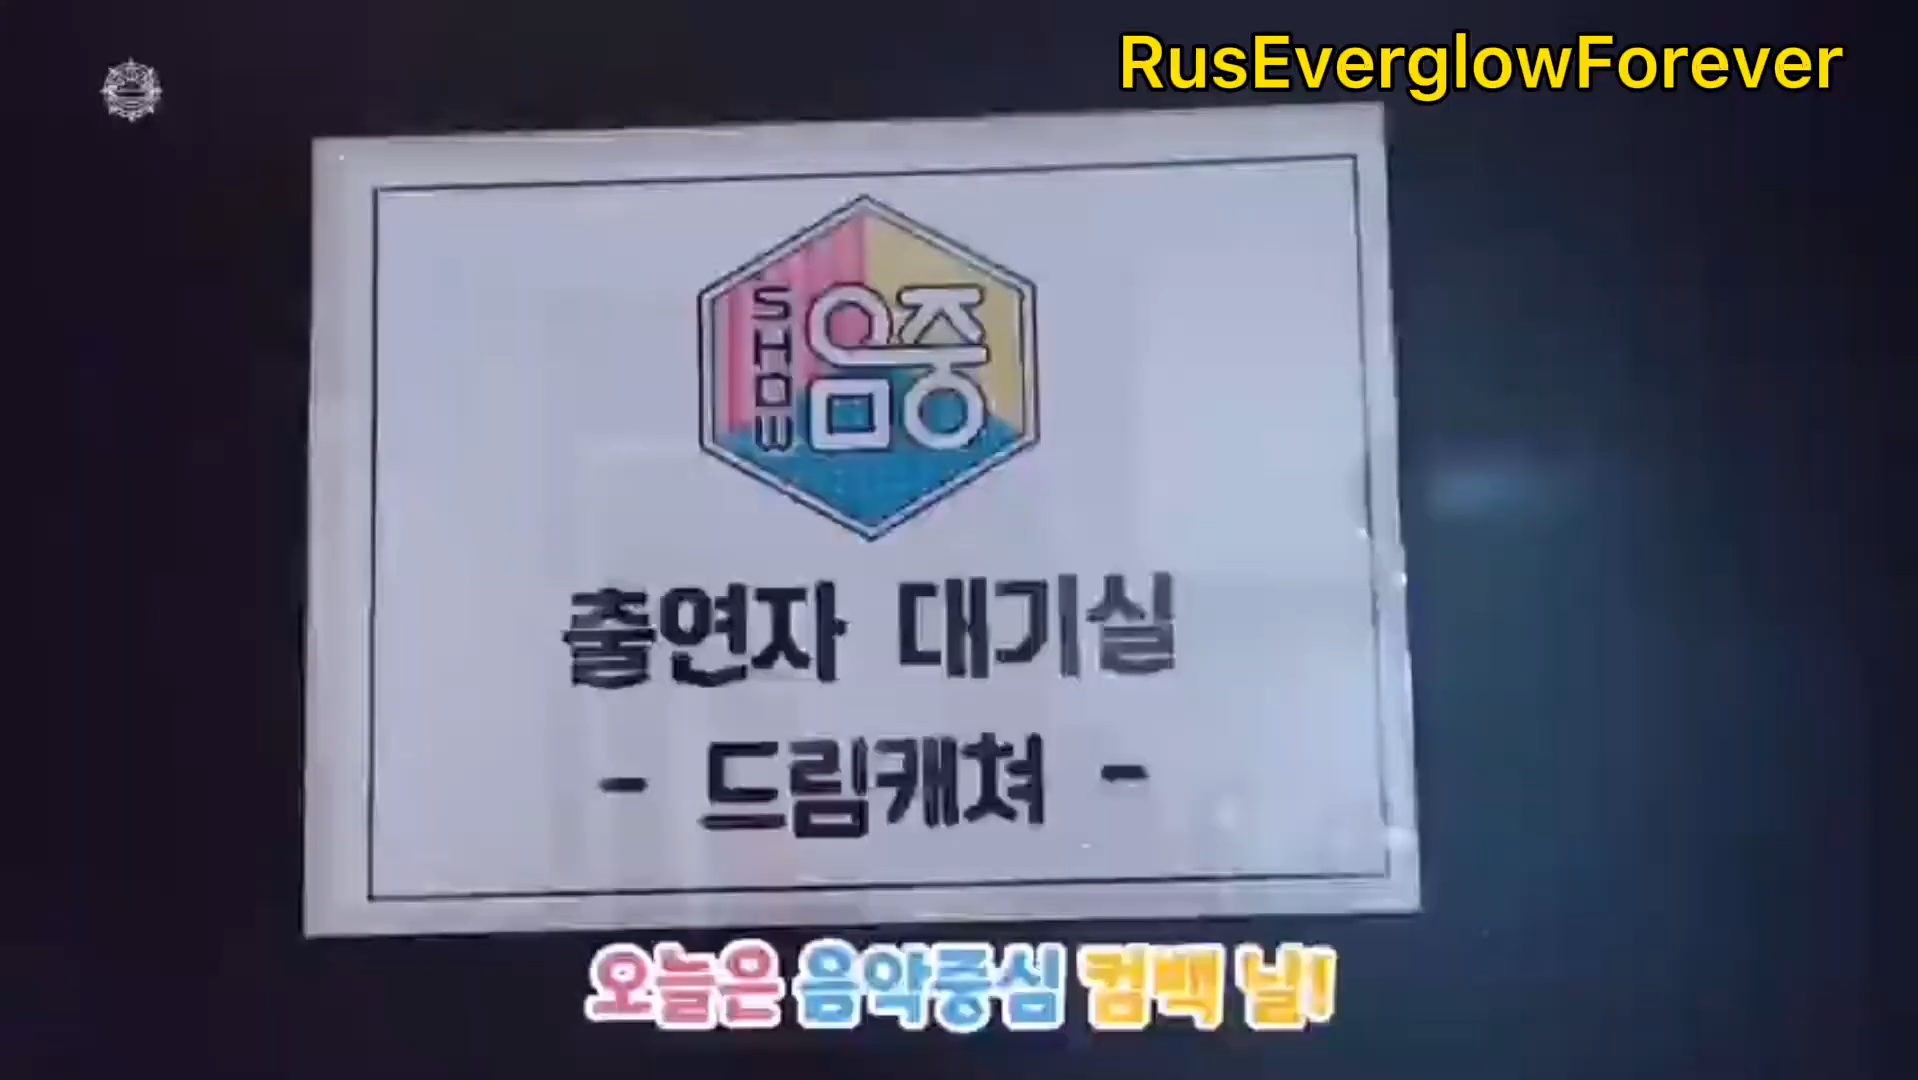 RusEverglowForever
SHOW
음중
출연자 대기실
- 드림캐쳐 -
오늘은 음악중심 컴백 날!